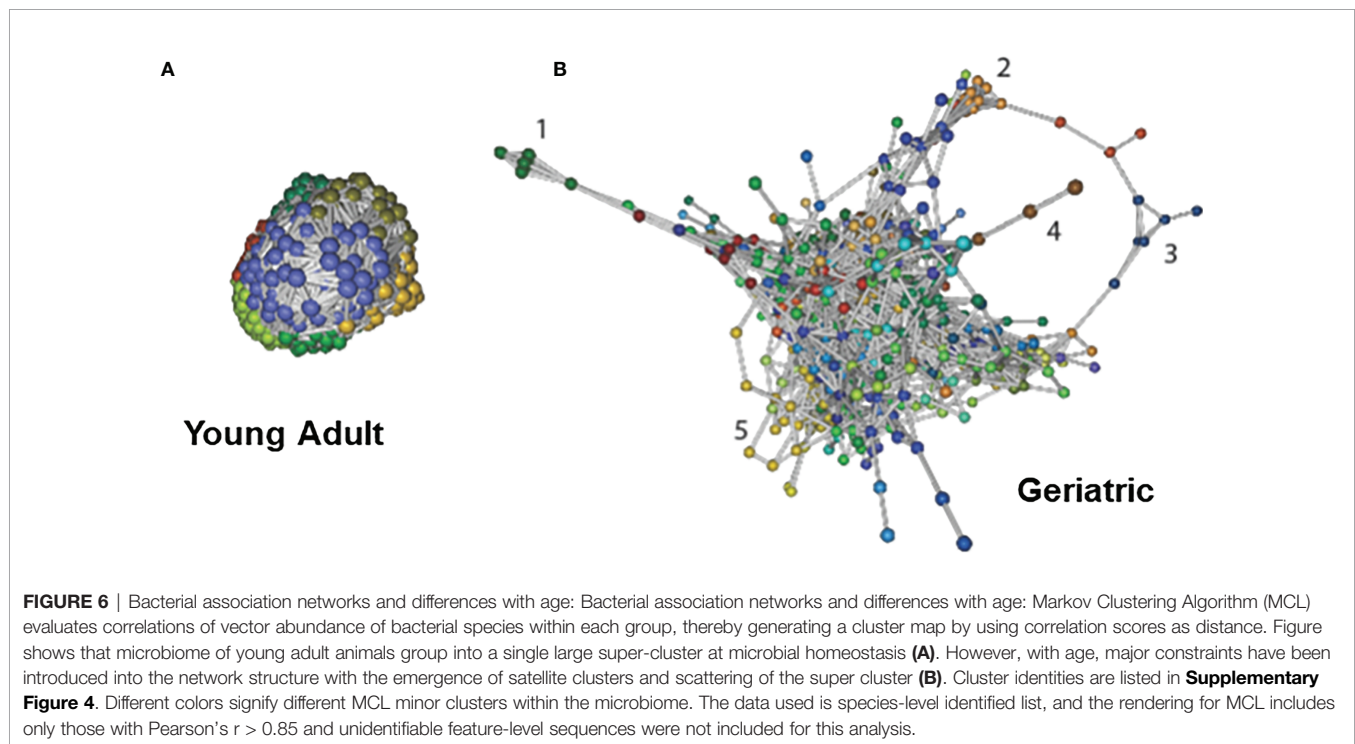 A
B
1
2
3
4
5
Young Adult
Geriatric
FIGURE 6 | Bacterial association networks and differences with age: Bacterial association networks and differences with age: Markov Clustering Algorithm (MCL)
evaluates correlations of vector abundance of bacterial species within each group, thereby generating a cluster map by using correlation scores as distance. Figure
shows that microbiome of young adult animals group into a single large super-cluster at microbial homeostasis (A). However, with age, major constraints have been
introduced into the network structure with the emergence of satellite clusters and scattering of the super cluster (B). Cluster identities are listed in Supplementary
Figure 4. Different colors signify different MCL minor clusters within the microbiome. The data used is species-level identified list, and the rendering for MCL includes
only those with Pearson's r > 0.85 and unidentifiable feature-level sequences were not included for this analysis.